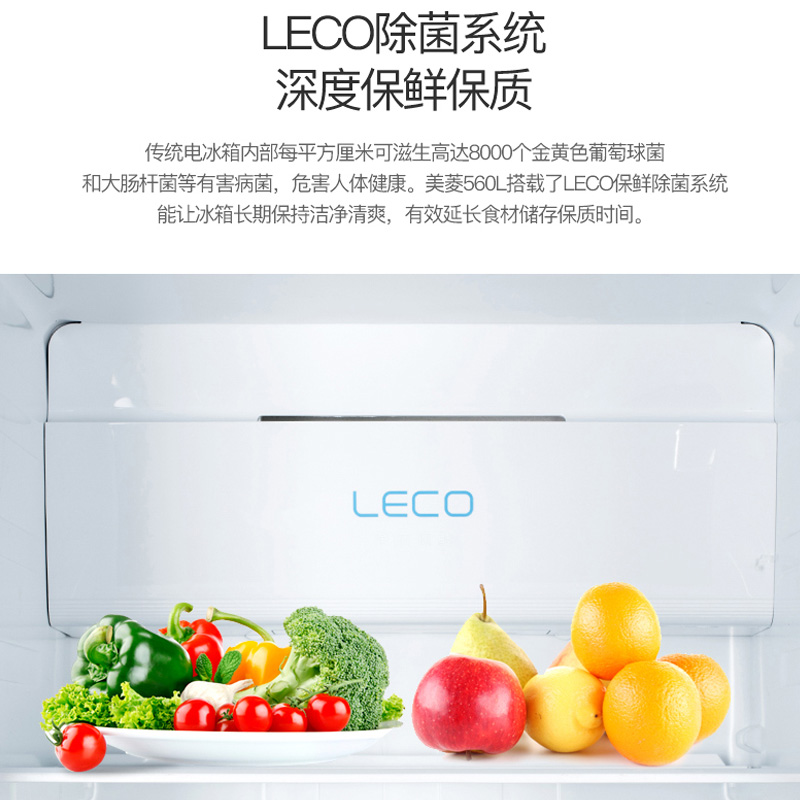 LECO除菌系统
深度保鲜保质
传统电冰箱内部每平方厘米可滋生高达8000个金黄色葡萄球菌
和大肠杆菌等有害病菌，危害人体健康。美菱560L搭载了LECO保鲜除菌系统
能让冰箱长期保持洁净清爽，有效延长食材储存保质时间。
LECO